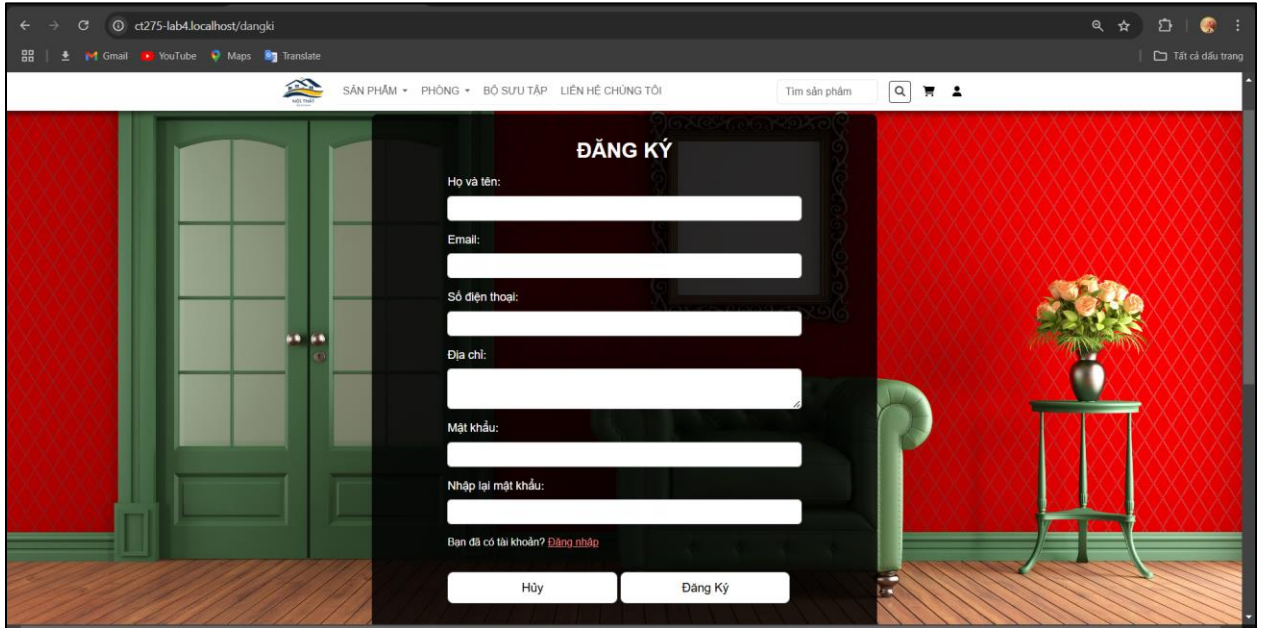 ct275-lab4.localhost/dangki
Gmail YouTube Maps Translate Tất cả dấu trang
NỘI THẤT SẢN PHẨM PHÒNG BỘ SƯU TẬP LIÊN HỆ CHÚNG TÔI Tìm sản phẩm
ĐĂNG KÝ
Họ và tên:
Email:
Số điện thoại:
Địa chỉ:
Mật khẩu:
Nhập lại mật khẩu:
Bạn đã có tài khoản? Đăng nhập
Hủy Đăng Ký